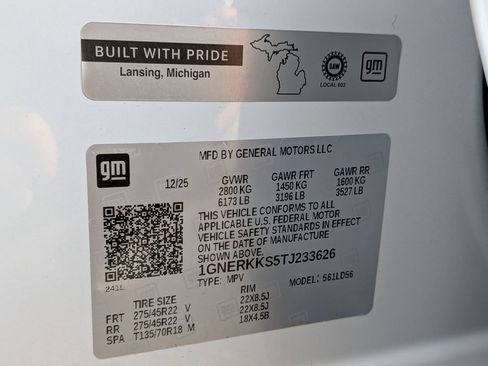 BUILT WITH PRIDE
Lansing, Michigan
UAW
LOCAL 602
gm
gm
MFD BY GENERAL MOTORS LLC
12/25 GVWR GAWR FRT GAWR RR
2800 KG 1450 KG 1600 KG
6173 LB 3196 LB 3527 LB
THIS VEHICLE CONFORMS TO ALL
APPLICABLE U.S. FEDERAL MOTOR
VEHICLE SAFETY STANDARDS IN EFFECT
ON THE DATE OF MANUFACTURE
1GNERKKS5TJ233626
TYPE: MPV MODEL: 561LD56
241L
TIRE SIZE RIM
FRT 275/45R22 V 22X8.5J
RR 275/45R22 V 22X8.5J
SPA T135/70R18 M 18X4.5B